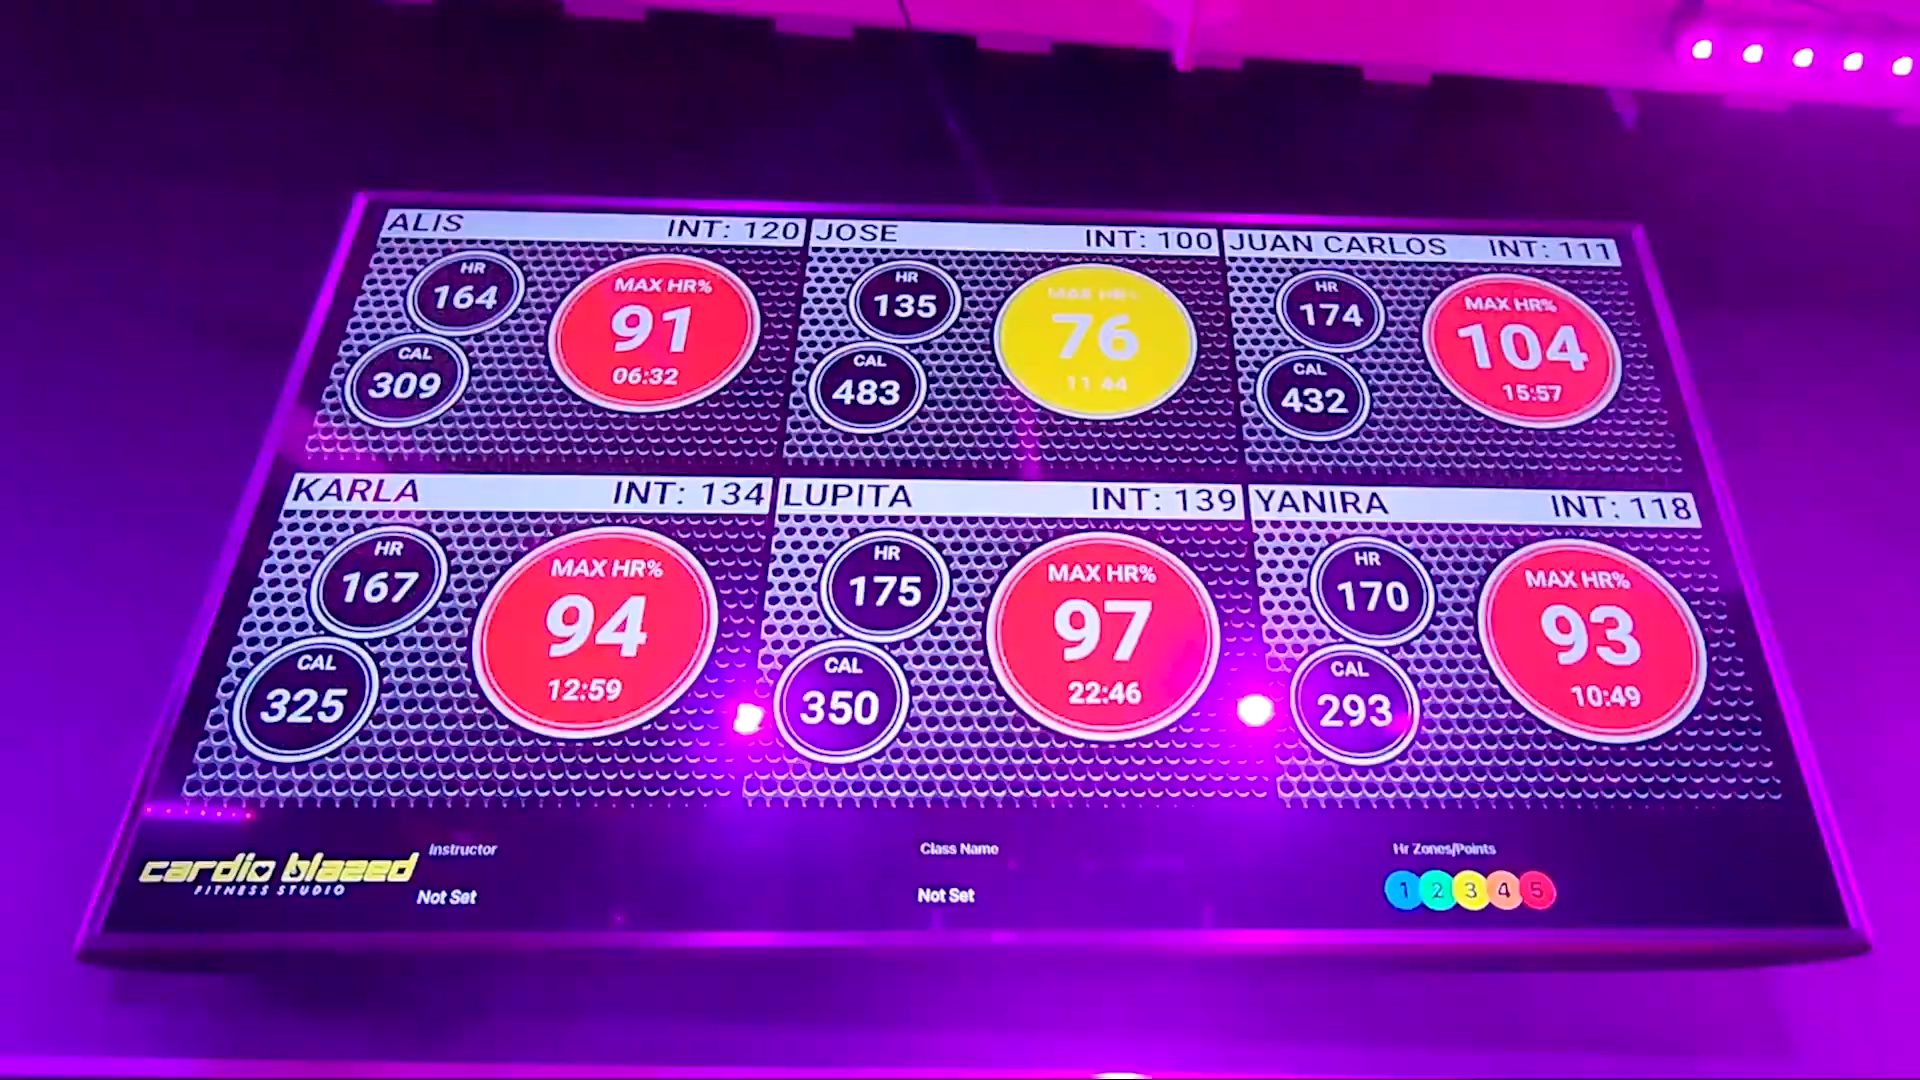 ALIS INT: 120
HR
164
CAL
309
MAX HR%
91
06:32
JOSE INT: 100
HR
135
CAL
483
MAX HR%
76
11:44
JUAN CARLOS INT: 111
HR
174
CAL
432
MAX HR%
104
15:57
KARLA INT: 134
HR
167
CAL
325
MAX HR%
94
12:59
LUPITA INT: 139
HR
175
CAL
350
MAX HR%
97
22:46
YANIRA INT: 118
HR
170
CAL
293
MAX HR%
93
10:49
cardio blazed
FITNESS STUDIO
Instructor
Not Set
Class Name
Not Set
Hr Zones/Points
1 2 3 4 5